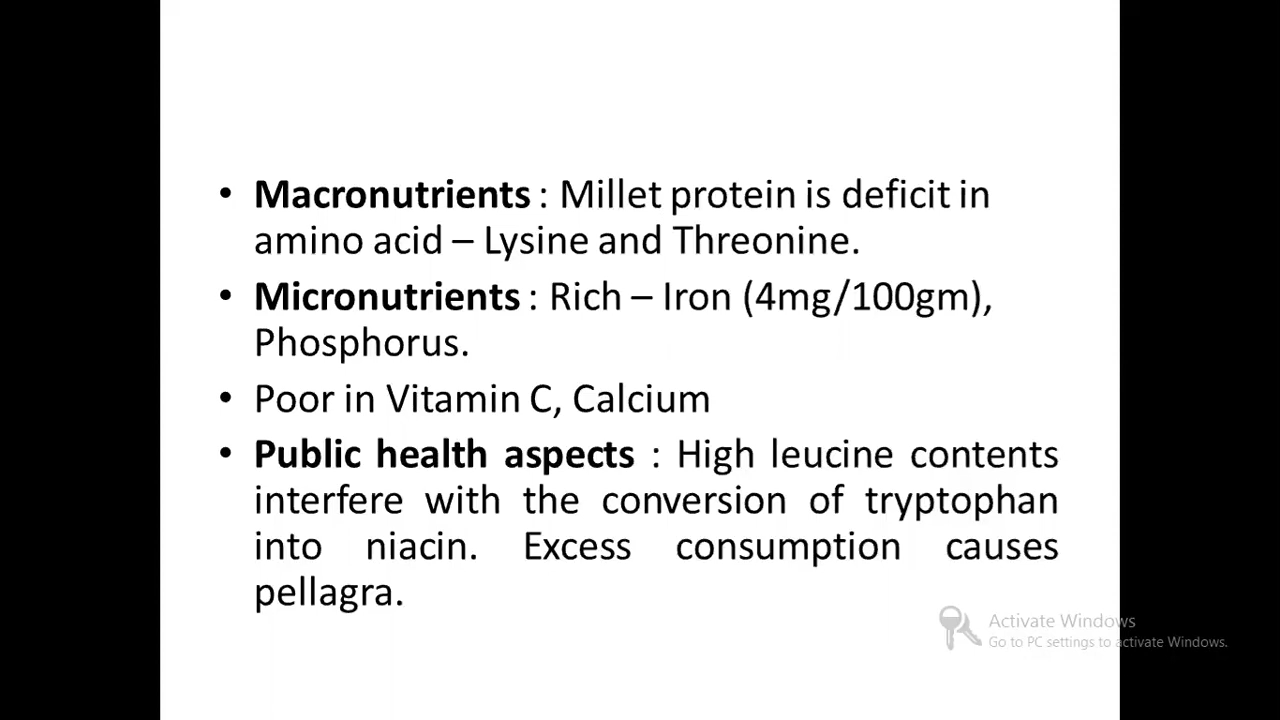 • Macronutrients : Millet protein is deficit in
amino acid – Lysine and Threonine.
• Micronutrients : Rich – Iron (4mg/100gm),
Phosphorus.
• Poor in Vitamin C, Calcium
• Public health aspects : High leucine contents
interfere with the conversion of tryptophan
into niacin. Excess consumption causes
pellagra.
Activate Windows
Go to PC settings to activate Windows.